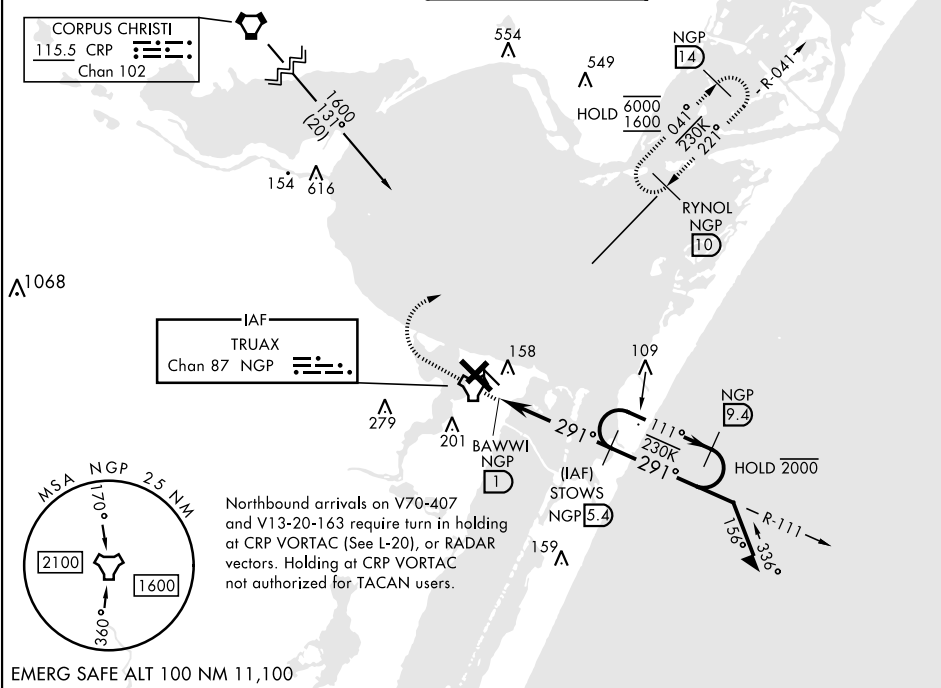 CORPUS CHRISTI
115.5 CRP
Chan 102
1600
131°
(20)
554
549
NGP
14
R-041
HOLD 6000
1600
041°
230K
221°
RYNOL
NGP
10
154
616
1068
IAF
TRUAX
Chan 87 NGP
158
109
279
201
BAWWI
NGP
1
291°
111°
230K
291°
NGP
9.4
HOLD 2000
(IAF)
STOWS
NGP 5.4
R-111
156°
336°
159
MSA NGP 25 NM
170°
2100
1600
360°
Northbound arrivals on V70-407
and V13-20-163 require turn in holding
at CRP VORTAC (See L-20), or RADAR
vectors. Holding at CRP VORTAC
not authorized for TACAN users.
EMERG SAFE ALT 100 NM 11,100